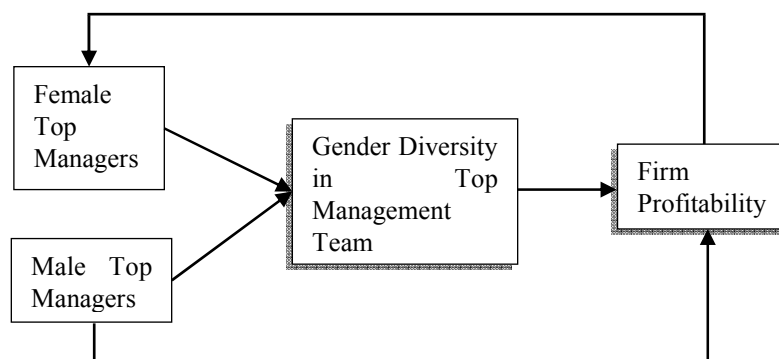 Female
Top
Managers
Gender Diversity
in Top
Management
Team
Firm
Profitability
Male Top
Managers